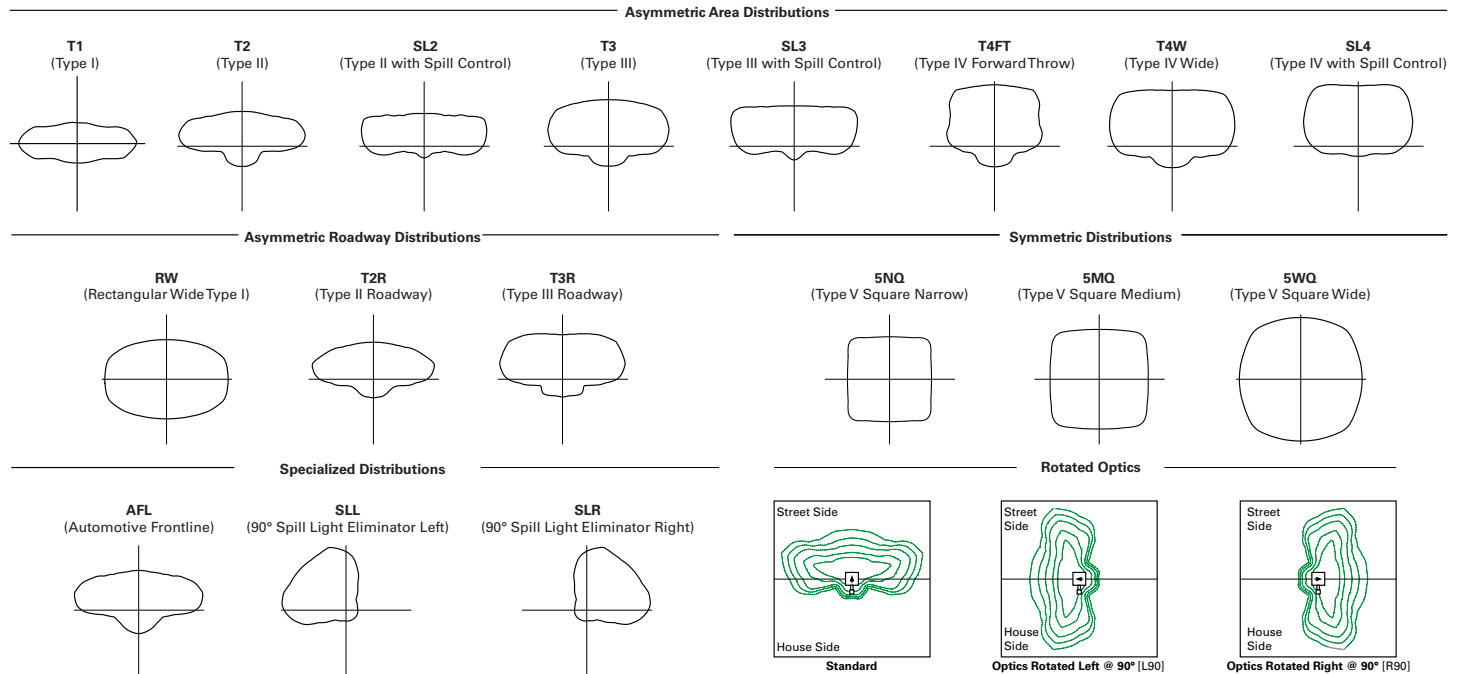 Asymmetric Area Distributions
T1
(Type I)
T2
(Type II)
SL2
(Type II with Spill Control)
T3
(Type III)
SL3
(Type III with Spill Control)
T4FT
(Type IV Forward Throw)
T4W
(Type IV Wide)
SL4
(Type IV with Spill Control)
Asymmetric Roadway Distributions
RW
(Rectangular Wide Type I)
T2R
(Type II Roadway)
T3R
(Type III Roadway)
Symmetric Distributions
5NQ
(Type V Square Narrow)
5MQ
(Type V Square Medium)
5WQ
(Type V Square Wide)
Specialized Distributions
AFL
(Automotive Frontline)
SLL
(90° Spill Light Eliminator Left)
SLR
(90° Spill Light Eliminator Right)
Rotated Optics
Street Side
House Side
Standard
Street
Side
House
Side
Optics Rotated Left @ 90° [L90]
Street
Side
House
Side
Optics Rotated Right @ 90° [R90]